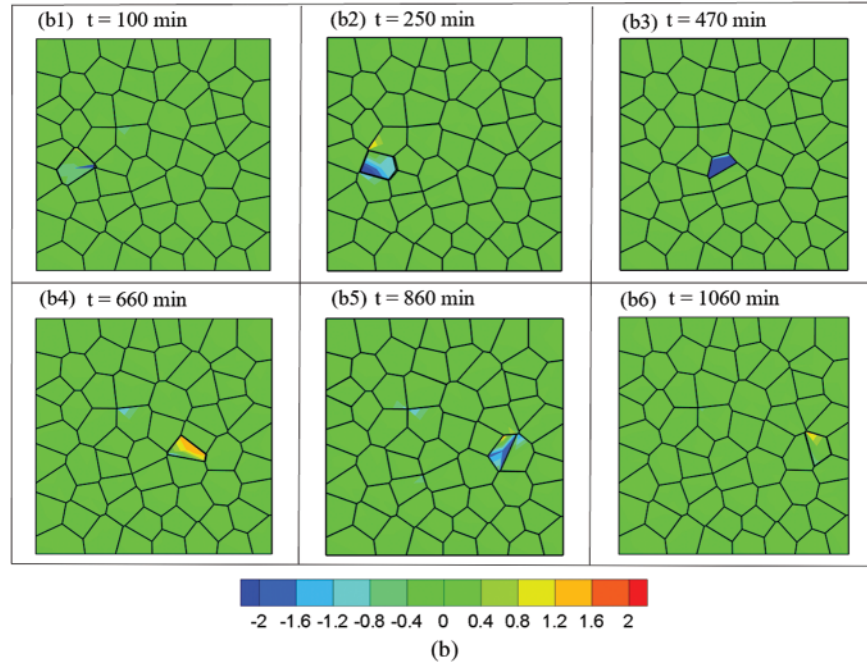 (b1) t = 100 min
(b2) t = 250 min
(b3) t = 470 min
(b4) t = 660 min
(b5) t = 860 min
(b6) t = 1060 min
-2 -1.6 -1.2 -0.8 -0.4 0 0.4 0.8 1.2 1.6 2
(b)